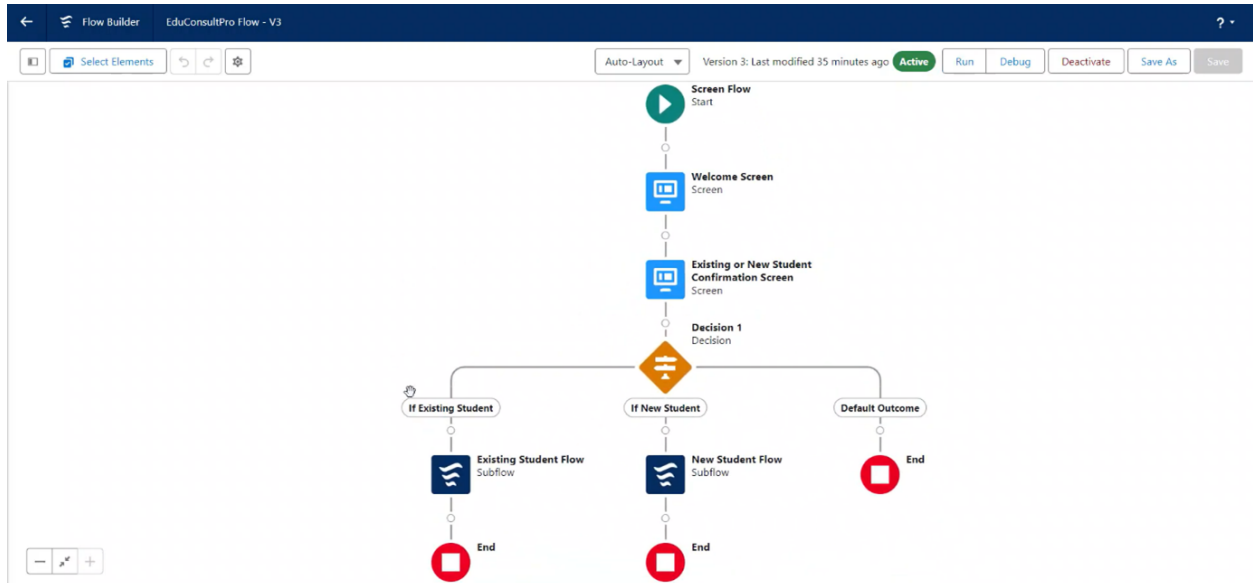 Flow Builder EduConsultPro Flow - V3 ?
Select Elements Auto-Layout Version 3: Last modified 35 minutes ago Active Run Debug Deactivate Save As Save
Screen Flow
Start
Welcome Screen
Screen
Existing or New Student
Confirmation Screen
Screen
Decision 1
Decision
If Existing Student If New Student Default Outcome
Existing Student Flow New Student Flow End
Subflow Subflow
End End